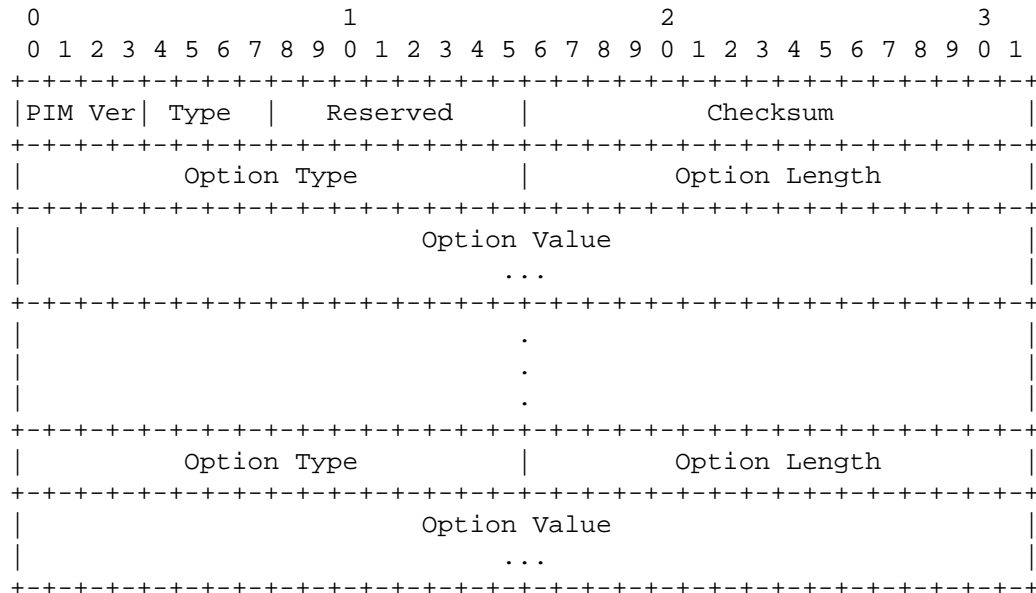 0                   1                   2                   3
 0 1 2 3 4 5 6 7 8 9 0 1 2 3 4 5 6 7 8 9 0 1 2 3 4 5 6 7 8 9 0 1
+-+-+-+-+-+-+-+-+-+-+-+-+-+-+-+-+-+-+-+-+-+-+-+-+-+-+-+-+-+-+-+-+
|PIM Ver| Type  |   Reserved    |           Checksum            |
+-+-+-+-+-+-+-+-+-+-+-+-+-+-+-+-+-+-+-+-+-+-+-+-+-+-+-+-+-+-+-+-+
|          Option Type          |         Option Length         |
+-+-+-+-+-+-+-+-+-+-+-+-+-+-+-+-+-+-+-+-+-+-+-+-+-+-+-+-+-+-+-+-+
|                         Option Value                          |
|                              ...                              |
+-+-+-+-+-+-+-+-+-+-+-+-+-+-+-+-+-+-+-+-+-+-+-+-+-+-+-+-+-+-+-+-+
|                               .                               |
|                               .                               |
|                               .                               |
+-+-+-+-+-+-+-+-+-+-+-+-+-+-+-+-+-+-+-+-+-+-+-+-+-+-+-+-+-+-+-+-+
|          Option Type          |         Option Length         |
+-+-+-+-+-+-+-+-+-+-+-+-+-+-+-+-+-+-+-+-+-+-+-+-+-+-+-+-+-+-+-+-+
|                         Option Value                          |
|                              ...                              |
+-+-+-+-+-+-+-+-+-+-+-+-+-+-+-+-+-+-+-+-+-+-+-+-+-+-+-+-+-+-+-+-+